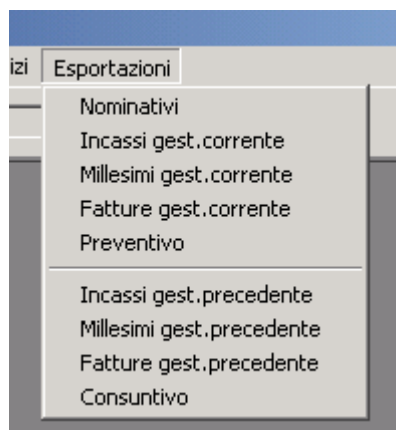 izi Esportazioni
Nominativi
Incassi gest.corrente
Millesimi gest.corrente
Fatture gest.corrente
Preventivo
Incassi gest.precedente
Millesimi gest.precedente
Fatture gest.precedente
Consuntivo